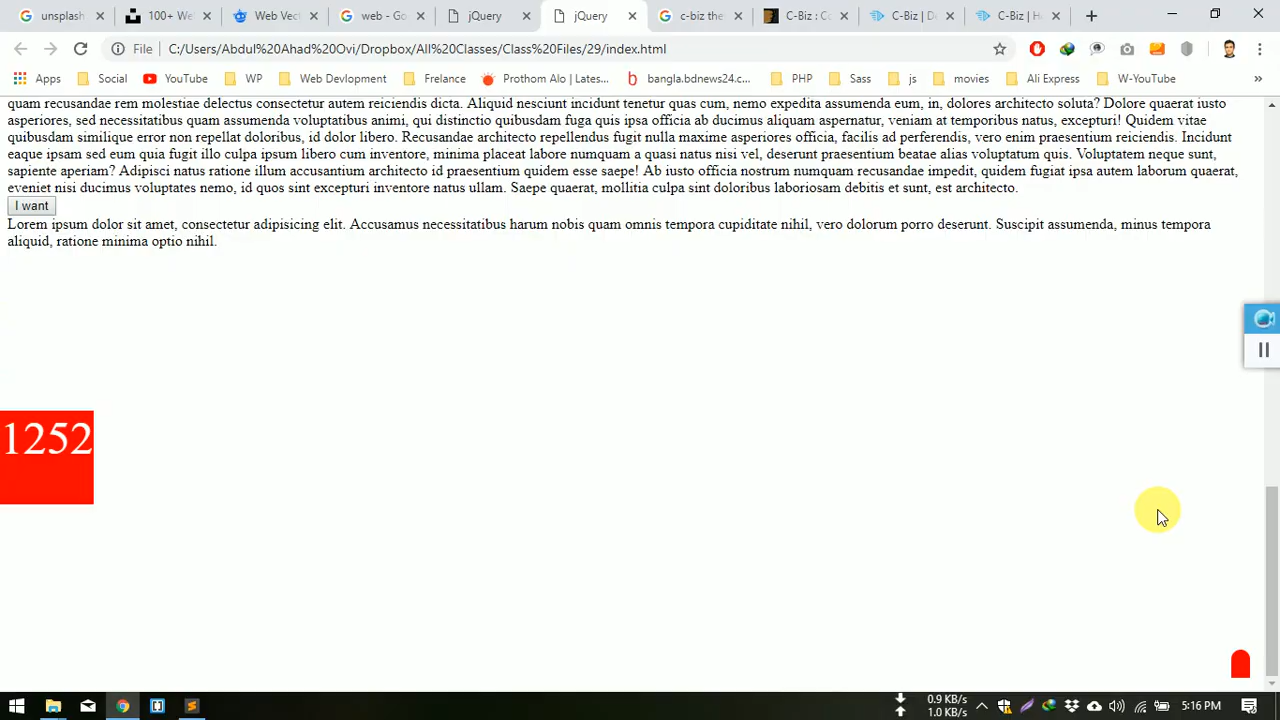 unsplash
100+ We
Web Vect
web - Go
jQuery
jQuery
c-biz the
C-Biz : C
C-Biz | D
C-Biz | H
File
C:/Users/Abdul%20Ahad%20Ovi/Dropbox/All%20Classes/Class%20Files/29/index.html
Apps
Social
YouTube
WP
Web Devlopment
Frelance
Prothom Alo | Lates...
bangla.bdnews24.c...
PHP
Sass
js
movies
Ali Express
W-YouTube
quam recusandae rem molestiae delectus consectetur autem reiciendis dicta. Aliquid nesciunt incidunt tenetur quas cum, nemo expedita assumenda eum, in, dolores architecto soluta? Dolore quaerat iusto
asperiores, sed necessitatibus quam assumenda voluptatibus animi, qui distinctio quibusdam fuga quis ipsa officia ab ducimus aliquam aspernatur, veniam at temporibus natus, excepturi! Quidem vitae
quibusdam similique error non repellat doloribus, id dolor libero. Recusandae architecto repellendus fugit nulla maxime asperiores officia, facilis ad perferendis, vero enim praesentium reiciendis. Incidunt
eaque ipsam sed eum quia fugit illo culpa ipsum libero cum inventore, minima placeat labore numquam a quasi natus nisi vel, deserunt praesentium beatae alias voluptatum quis. Voluptatem neque sunt,
sapiente aperiam? Adipisci natus ratione illum accusantium architecto id praesentium quidem esse saepe! Ab iusto officia nostrum numquam recusandae impedit, quidem fugiat ipsa autem laborum quaerat,
eveniet nisi ducimus voluptates nemo, id quos sint excepturi inventore natus ullam. Saepe quaerat, mollitia culpa sint doloribus laboriosam debitis et sunt, est architecto.
I want
Lorem ipsum dolor sit amet, consectetur adipisicing elit. Accusamus necessitatibus harum nobis quam omnis tempora cupiditate nihil, vero dolorum porro deserunt. Suscipit assumenda, minus tempora
aliquid, ratione minima optio nihil.
1252
0.9 KB/s
1.0 KB/s
5:16 PM